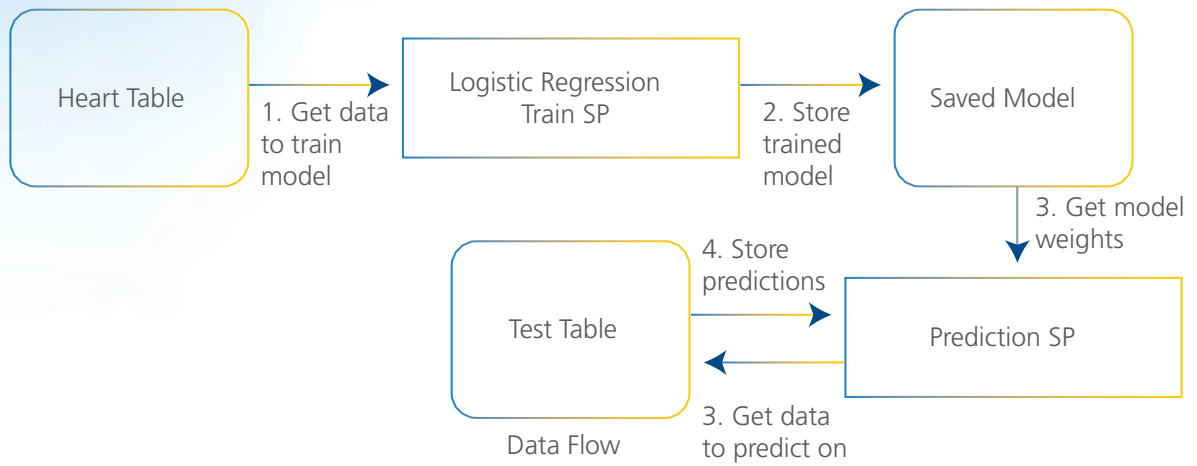 Heart Table
1. Get data
to train
model
Logistic Regression
Train SP
2. Store
trained
model
Saved Model
3. Get model
weights
4. Store
predictions
Test Table
Prediction SP
3. Get data
to predict on
Data Flow